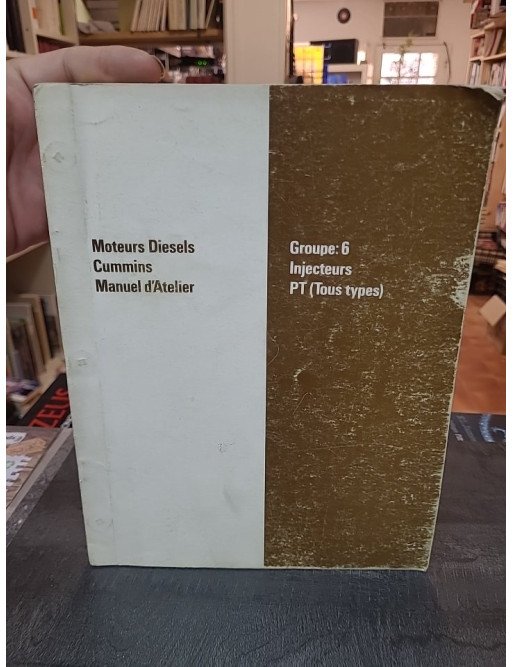 Moteurs Diesels
Cummins
Manuel d'Atelier
Groupe: 6
Injecteurs
PT (Tous types)